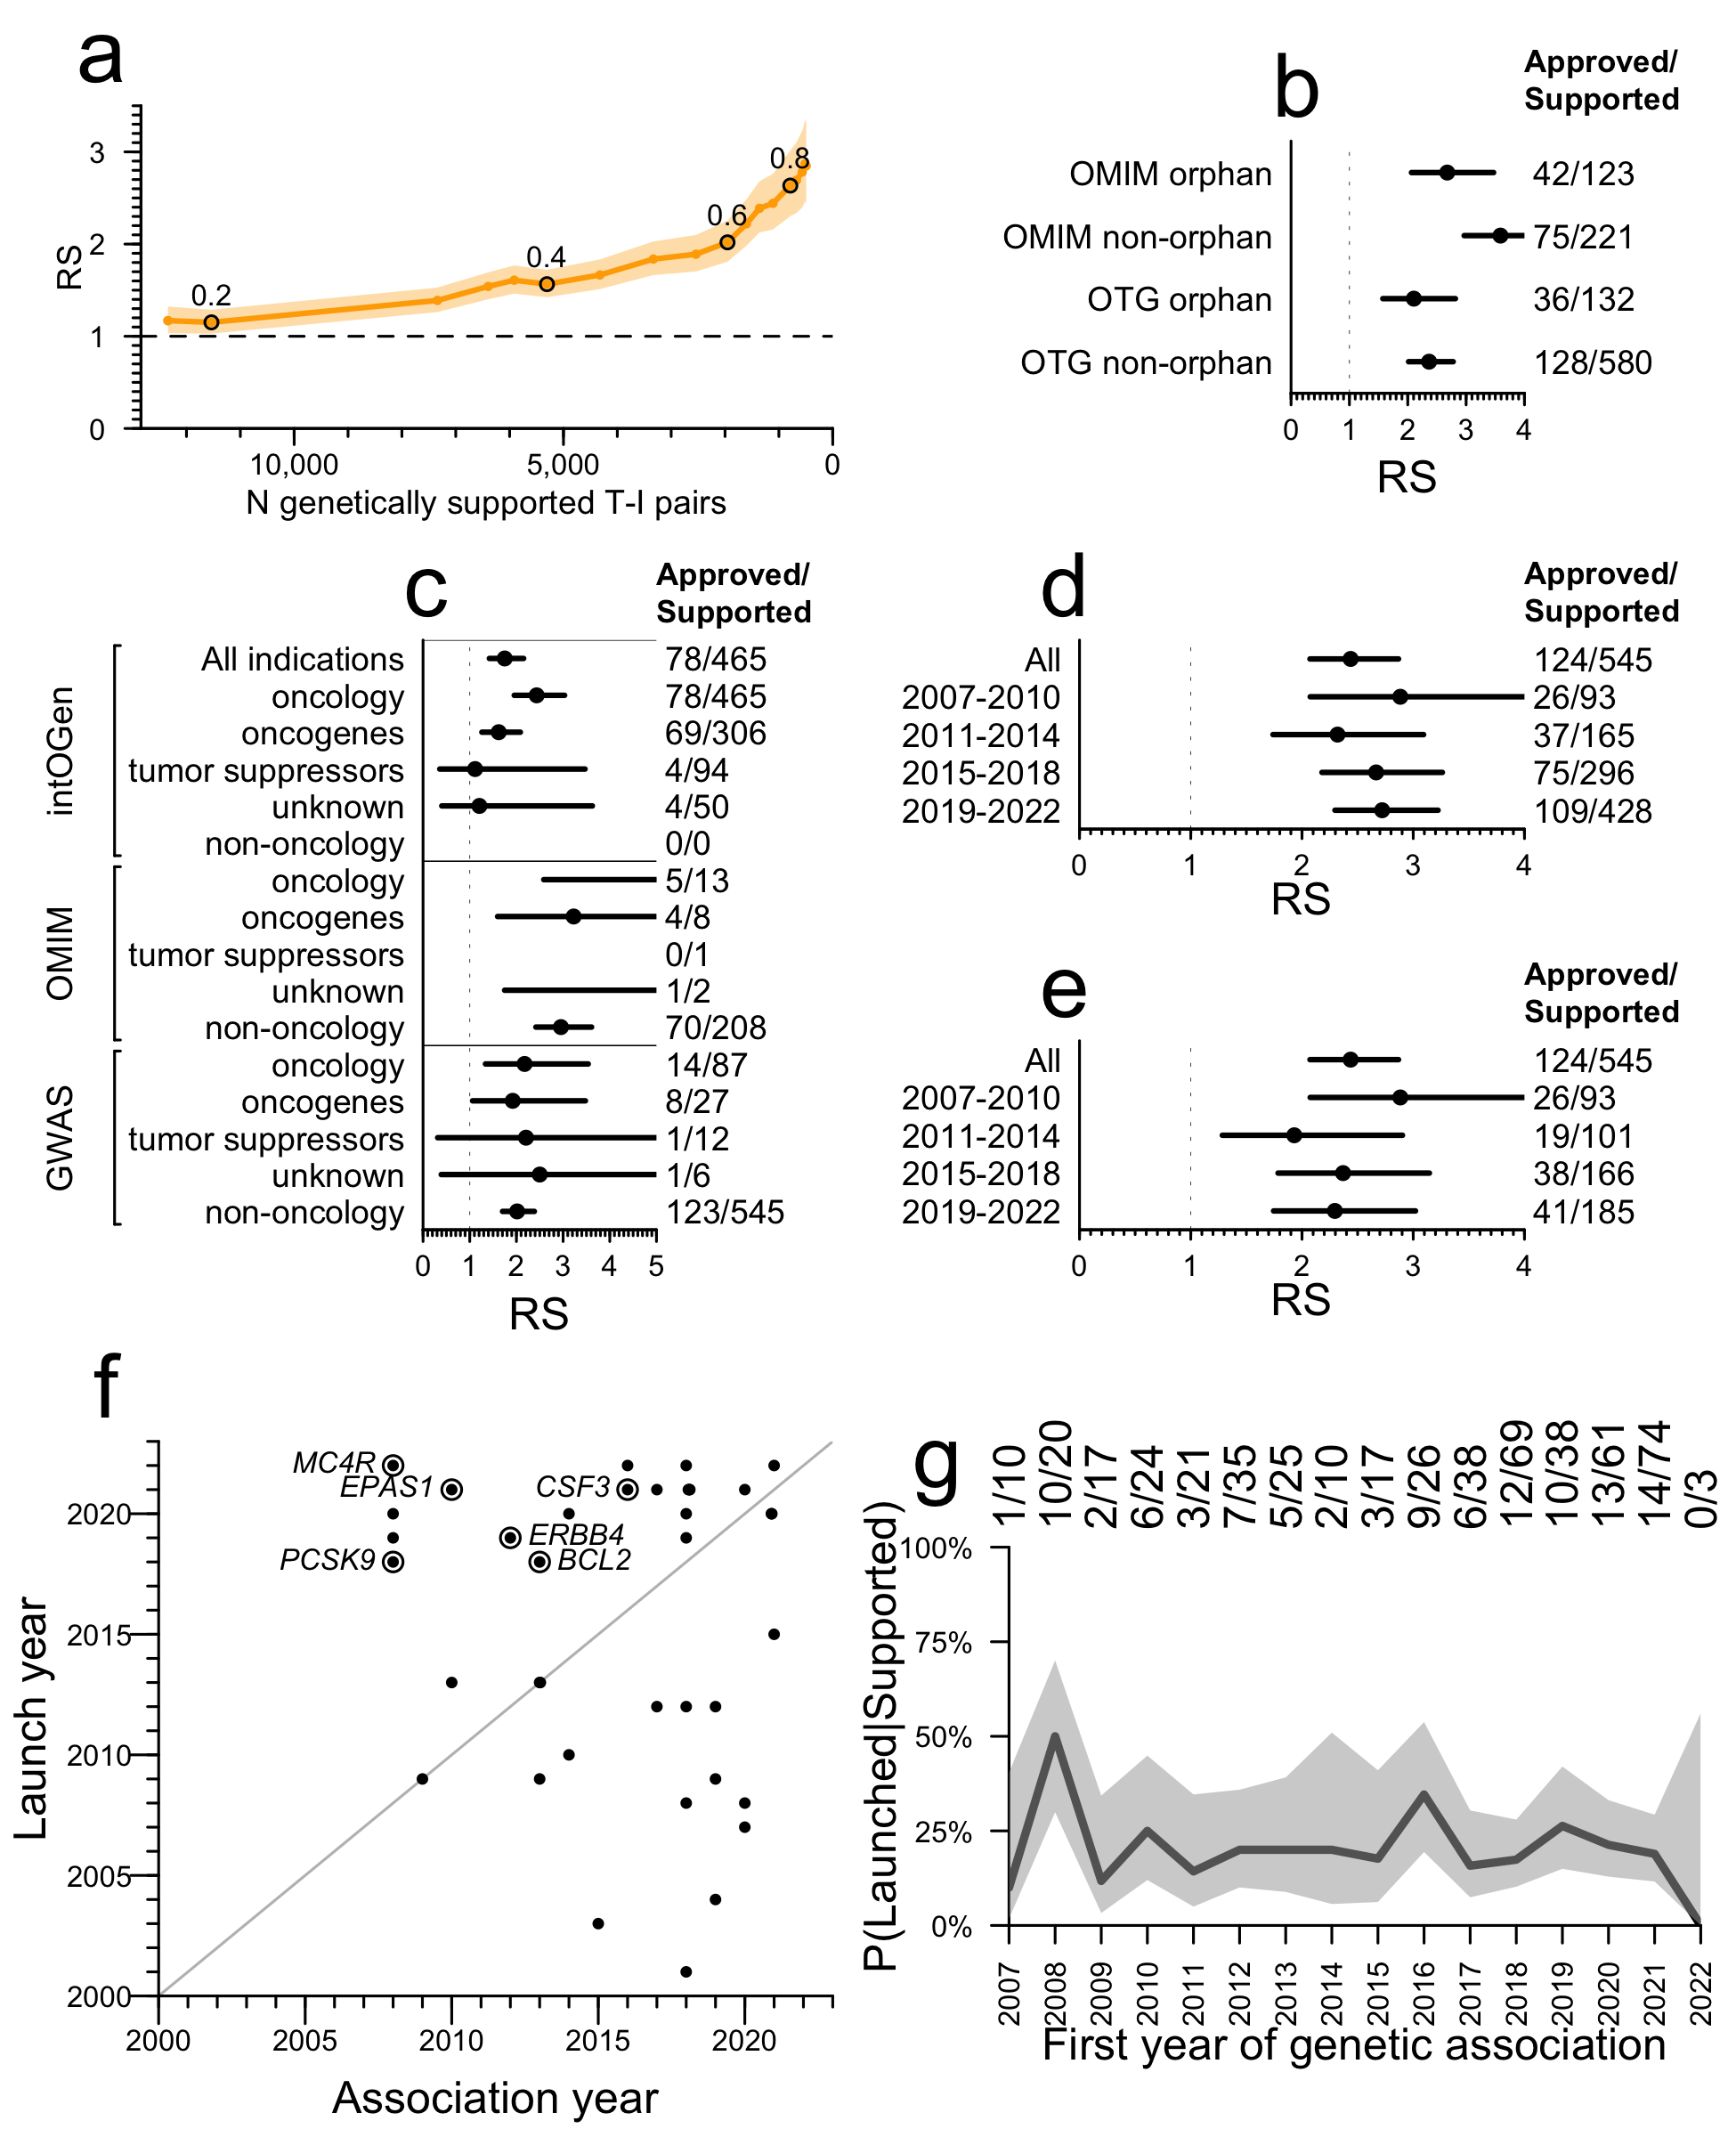 a
3
2
1
0
RS
0.2
0.4
0.6
0.8
10,000
5,000
0
N genetically supported T-I pairs
b
Approved/
Supported
OMIM orphan
42/123
OMIM non-orphan
75/221
OTG orphan
36/132
OTG non-orphan
128/580
0 1 2 3 4
RS
c
Approved/
Supported
intOGen
All indications 78/465
oncology 78/465
oncogenes 69/306
tumor suppressors 4/94
unknown 4/50
non-oncology 0/0
OMIM
oncology 5/13
oncogenes 4/8
tumor suppressors 0/1
unknown 1/2
non-oncology 70/208
GWAS
oncology 14/87
oncogenes 8/27
tumor suppressors 1/12
unknown 1/6
non-oncology 123/545
0 1 2 3 4 5
RS
d
Approved/
Supported
All 124/545
2007-2010 26/93
2011-2014 37/165
2015-2018 75/296
2019-2022 109/428
0 1 2 3 4
RS
e
Approved/
Supported
All 124/545
2007-2010 26/93
2011-2014 19/101
2015-2018 38/166
2019-2022 41/185
0 1 2 3 4
RS
f
MC4R
EPAS1
CSF3
ERBB4
PCSK9
BCL2
2020
2015
2010
2005
2000
Launch year
2000 2005 2010 2015 2020
Association year
g
1/10 10/20 2/17 6/24 3/21 7/35 5/25 2/10 3/17 9/26 6/38 12/69 10/38 13/61 14/74 0/3
100%
75%
50%
25%
0%
P(Launched|Supported)
2007 2008 2009 2010 2011 2012 2013 2014 2015 2016 2017 2018 2019 2020 2021 2022
First year of genetic association